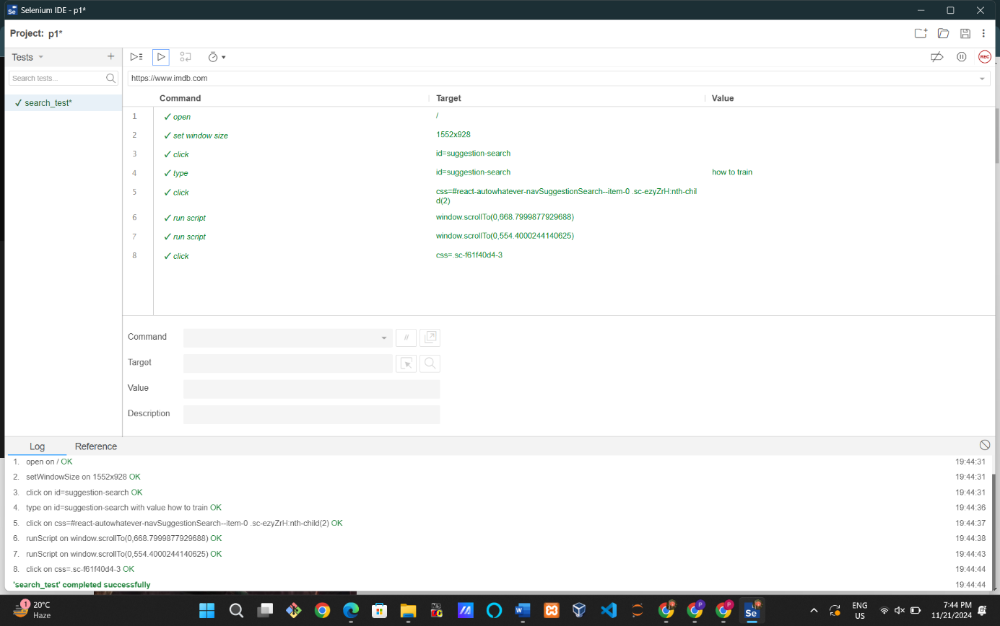 Selenium IDE - p1*
Project: p1*
Tests
Search tests...
✓ search_test*
REC
https://www.imdb.com
Command Target Value
1 ✓ open /
2 ✓ set window size 1552x928
3 ✓ click id=suggestion-search
4 ✓ type id=suggestion-search how to train
5 ✓ click css=#react-autowhatever-navSuggestionSearch--item-0 .sc-ezyZrH:nth-chil
d(2)
6 ✓ run script window.scrollTo(0,668.7999877929688)
7 ✓ run script window.scrollTo(0,554.4000244140625)
8 ✓ click css=.sc-f61f40d4-3
Command //
Target
Value
Description
Log Reference
1. open on / OK 19:44:31
2. setWindowSize on 1552x928 OK 19:44:31
3. click on id=suggestion-search OK 19:44:31
4. type on id=suggestion-search with value how to train OK 19:44:36
5. click on css=#react-autowhatever-navSuggestionSearch--item-0 .sc-ezyZrH:nth-child(2) OK 19:44:37
6. runScript on window.scrollTo(0,668.7999877929688) OK 19:44:38
7. runScript on window.scrollTo(0,554.4000244140625) OK 19:44:43
8. click on css=.sc-f61f40d4-3 OK 19:44:44
'search_test' completed successfully 19:44:44
1
20°C
Haze
Se
ENG
US
7:44 PM
11/21/2024